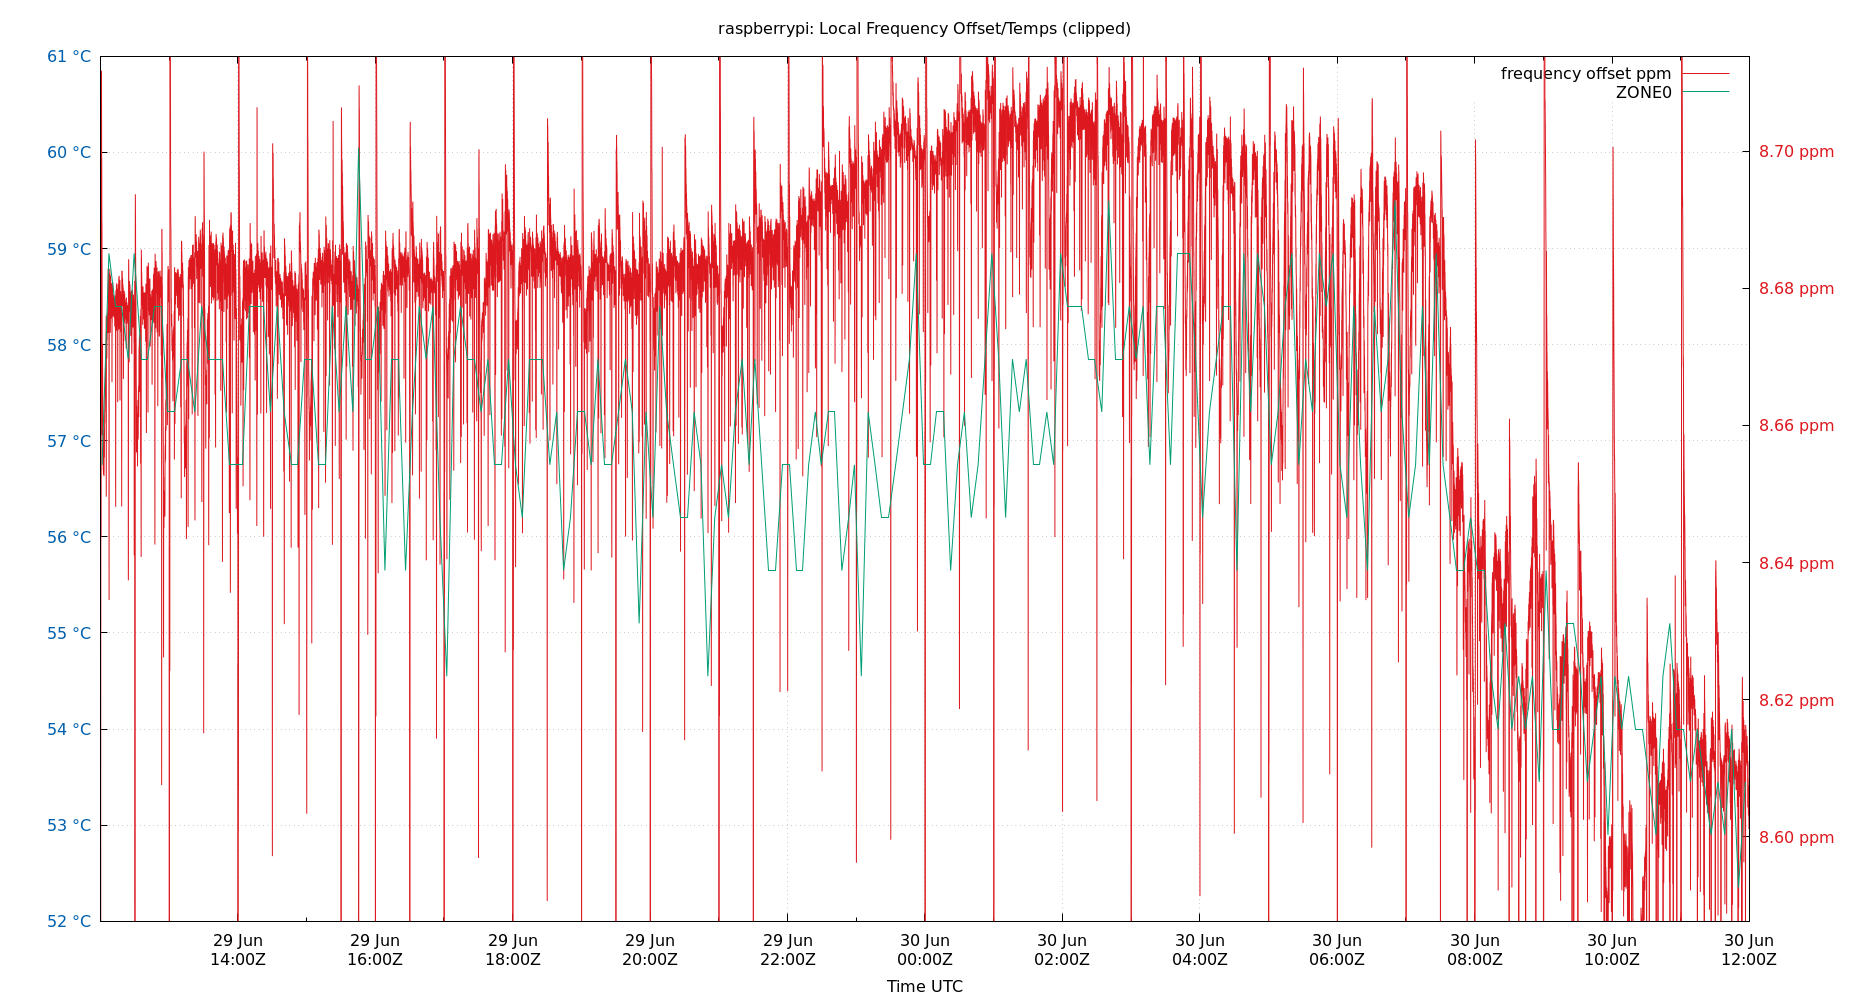 raspberrypi: Local Frequency Offset/Temps (clipped)
61 °C
60 °C
59 °C
58 °C
57 °C
56 °C
55 °C
54 °C
53 °C
52 °C
frequency offset ppm
ZONE0
8.70 ppm
8.68 ppm
8.66 ppm
8.64 ppm
8.62 ppm
8.60 ppm
29 Jun
14:00Z
29 Jun
16:00Z
29 Jun
18:00Z
29 Jun
20:00Z
29 Jun
22:00Z
30 Jun
00:00Z
30 Jun
02:00Z
30 Jun
04:00Z
30 Jun
06:00Z
30 Jun
08:00Z
30 Jun
10:00Z
30 Jun
12:00Z
Time UTC